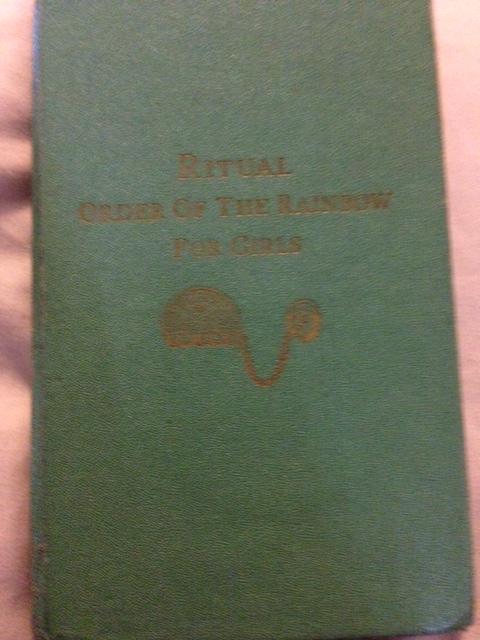 RITUAL
ORDER OF THE RAINBOW
FOR GIRLS